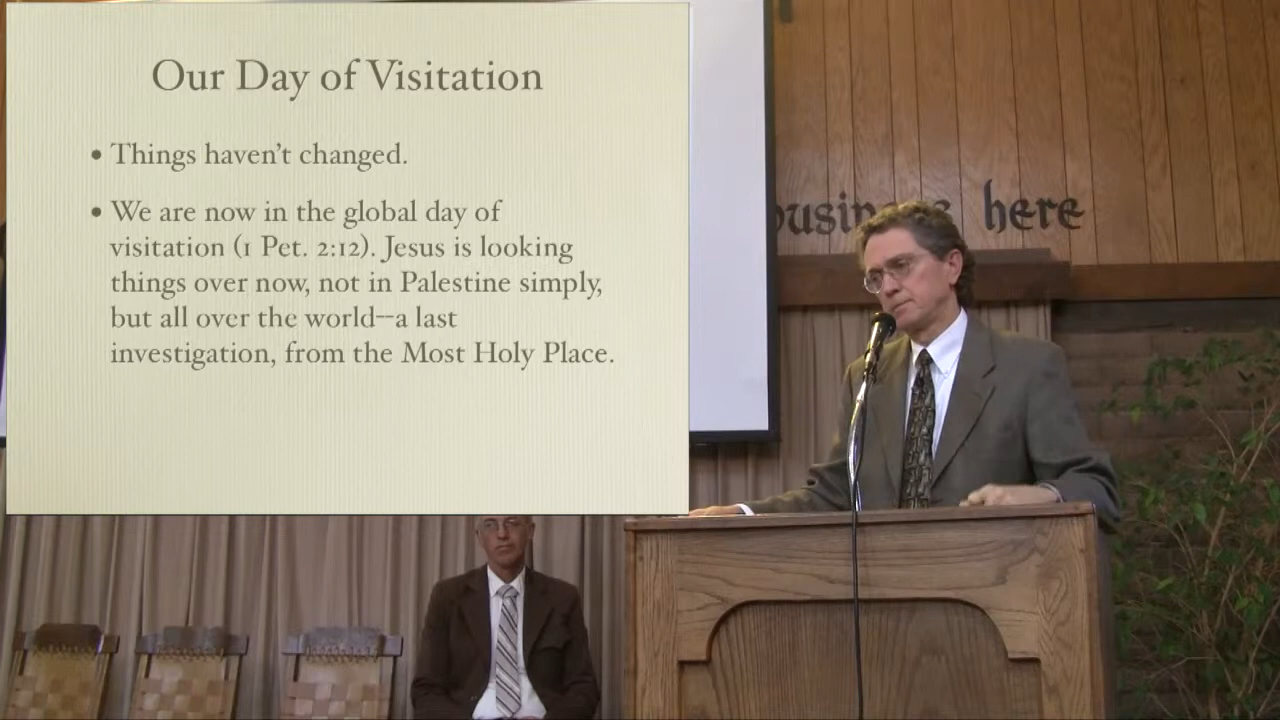 Our Day of Visitation
• Things haven't changed.
• We are now in the global day of
visitation (1 Pet. 2:12). Jesus is looking
things over now, not in Palestine simply,
but all over the world--a last
investigation, from the Most Holy Place.
business here